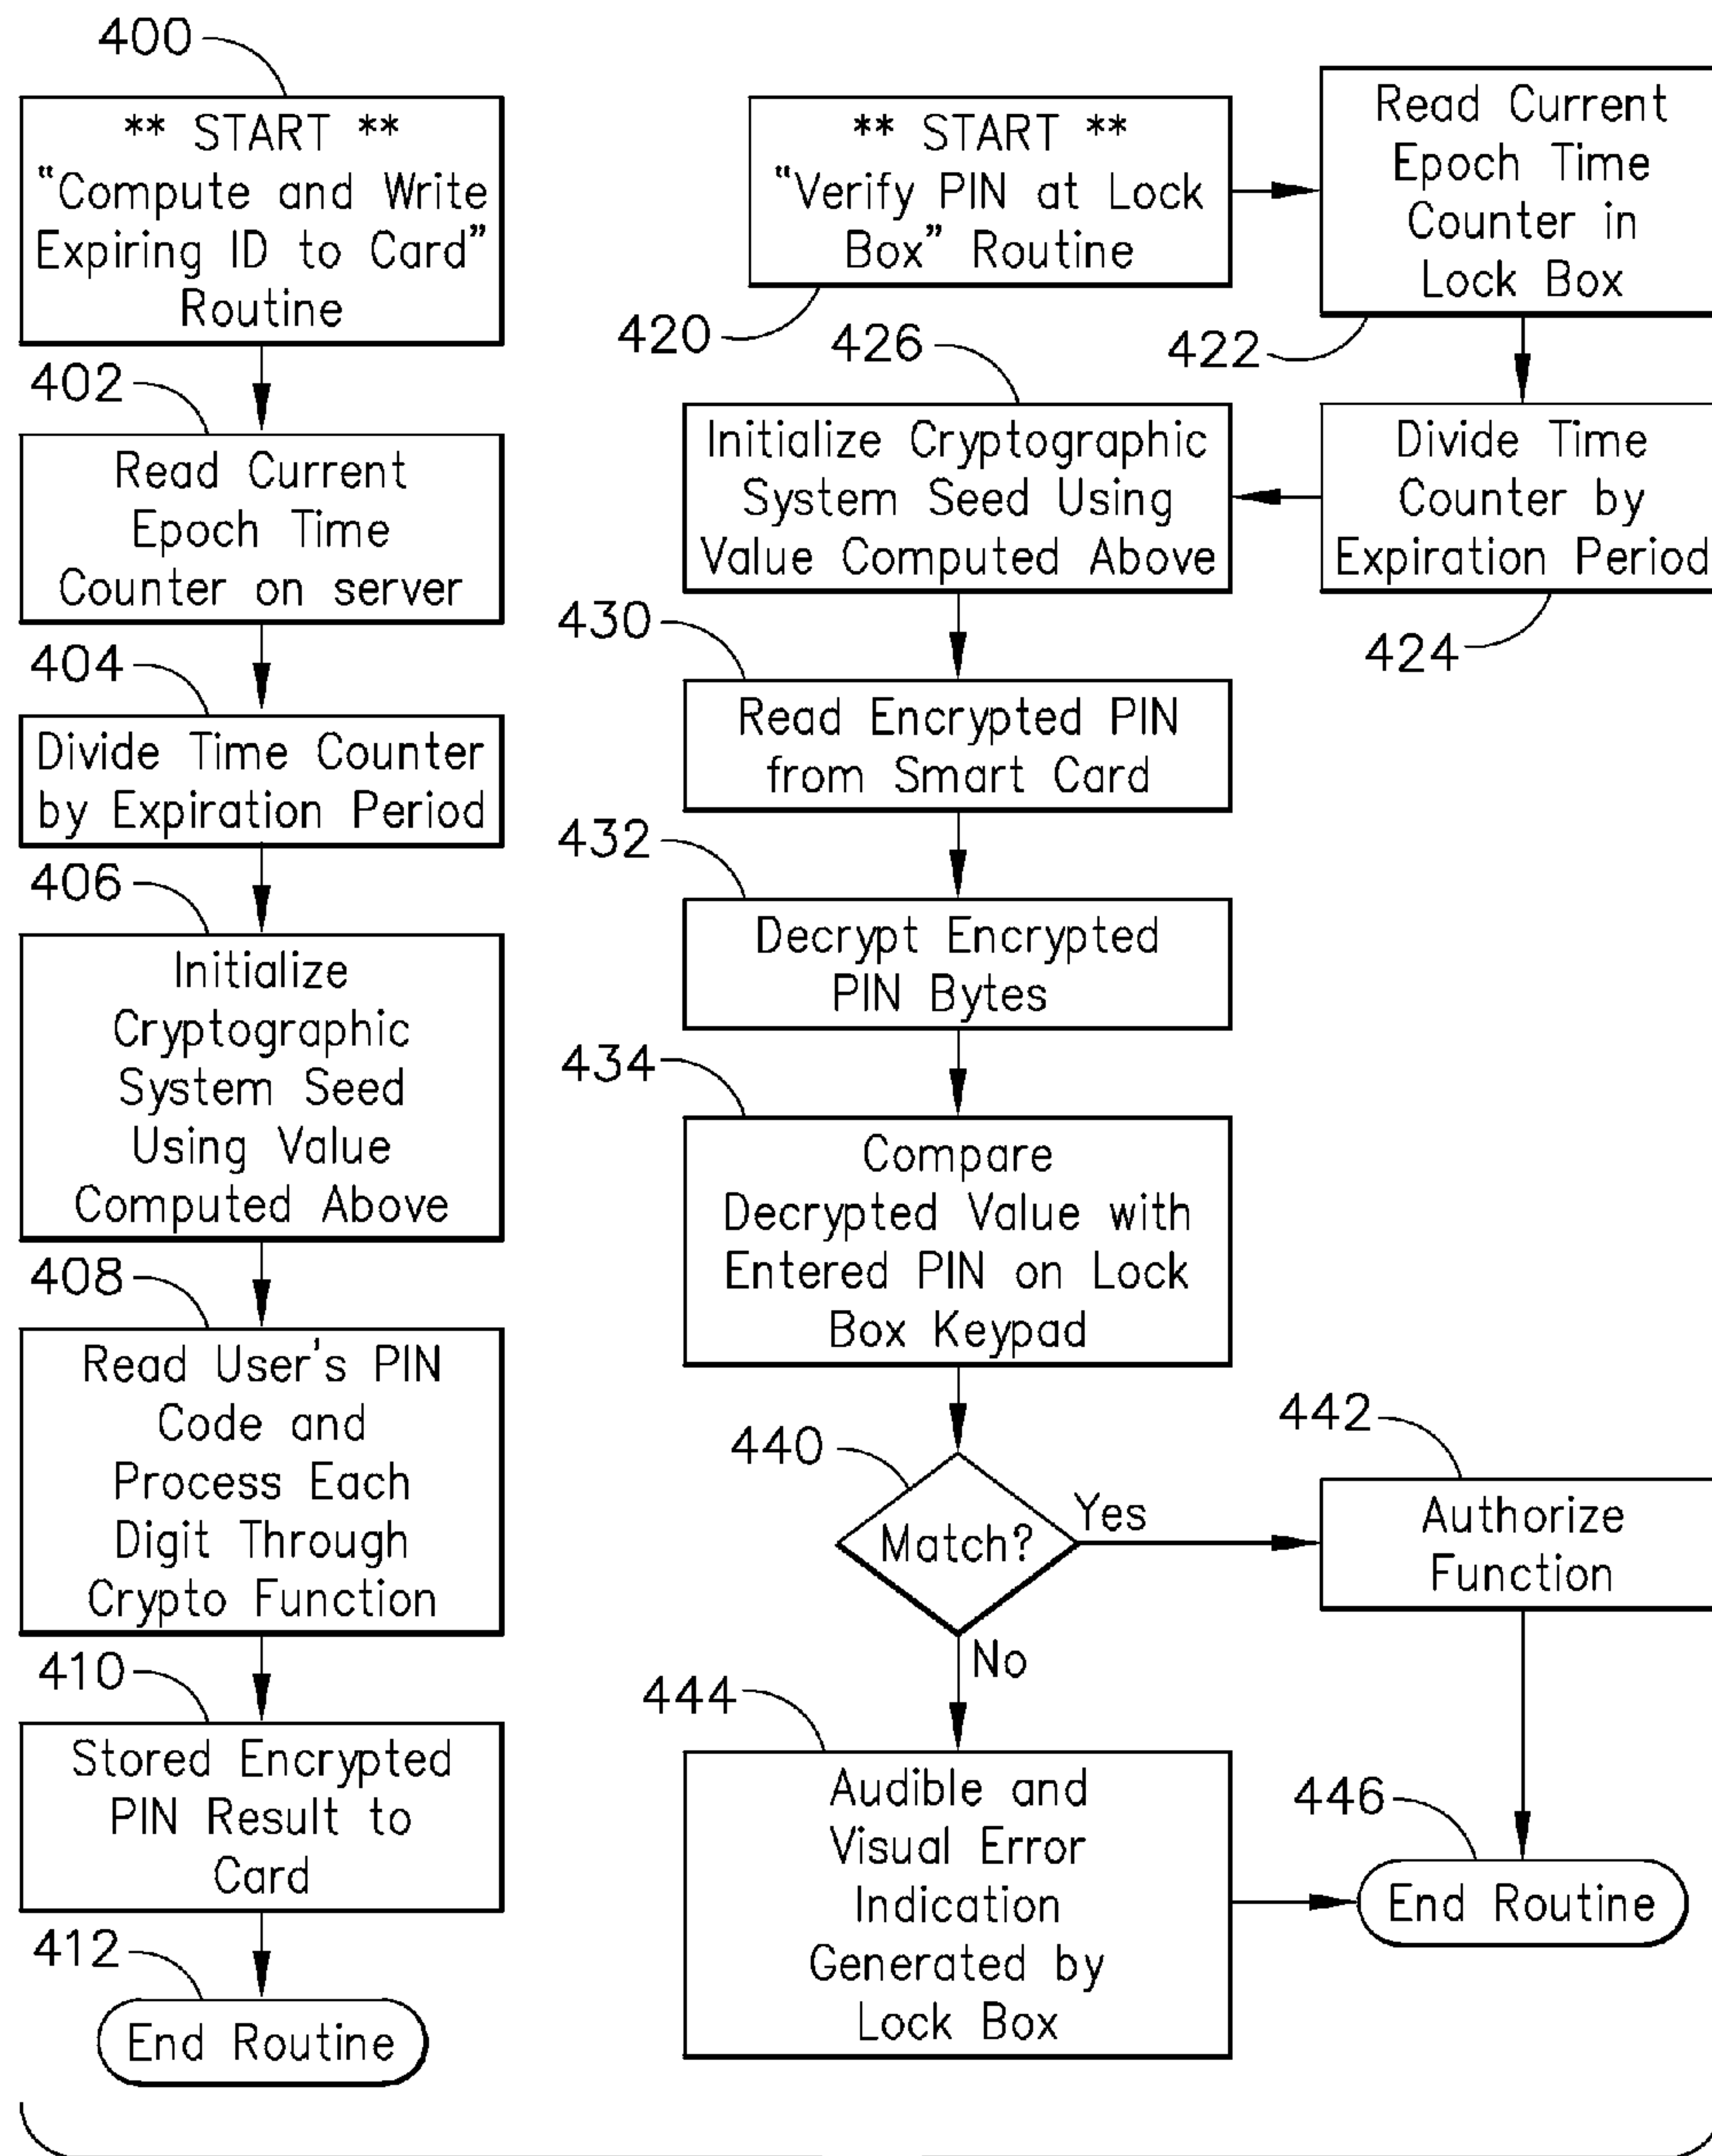 400
** START **
“Compute and Write
Expiring ID to Card”
Routine
402
Read Current
Epoch Time
Counter on server
404
Divide Time Counter
by Expiration Period
406
Initialize
Cryptographic
System Seed
Using Value
Computed Above
408
Read User's PIN
Code and
Process Each
Digit Through
Crypto Function
410
Stored Encrypted
PIN Result to
Card
412
End Routine
** START **
“Verify PIN at Lock
Box” Routine
420
Read Current
Epoch Time
Counter in
Lock Box
422
Divide Time
Counter by
Expiration Period
424
426
Initialize Cryptographic
System Seed Using
Value Computed Above
430
Read Encrypted PIN
from Smart Card
432
Decrypt Encrypted
PIN Bytes
434
Compare
Decrypted Value with
Entered PIN on Lock
Box Keypad
440
Match?
Yes
No
442
Authorize
Function
444
Audible and
Visual Error
Indication
Generated by
Lock Box
446
End Routine